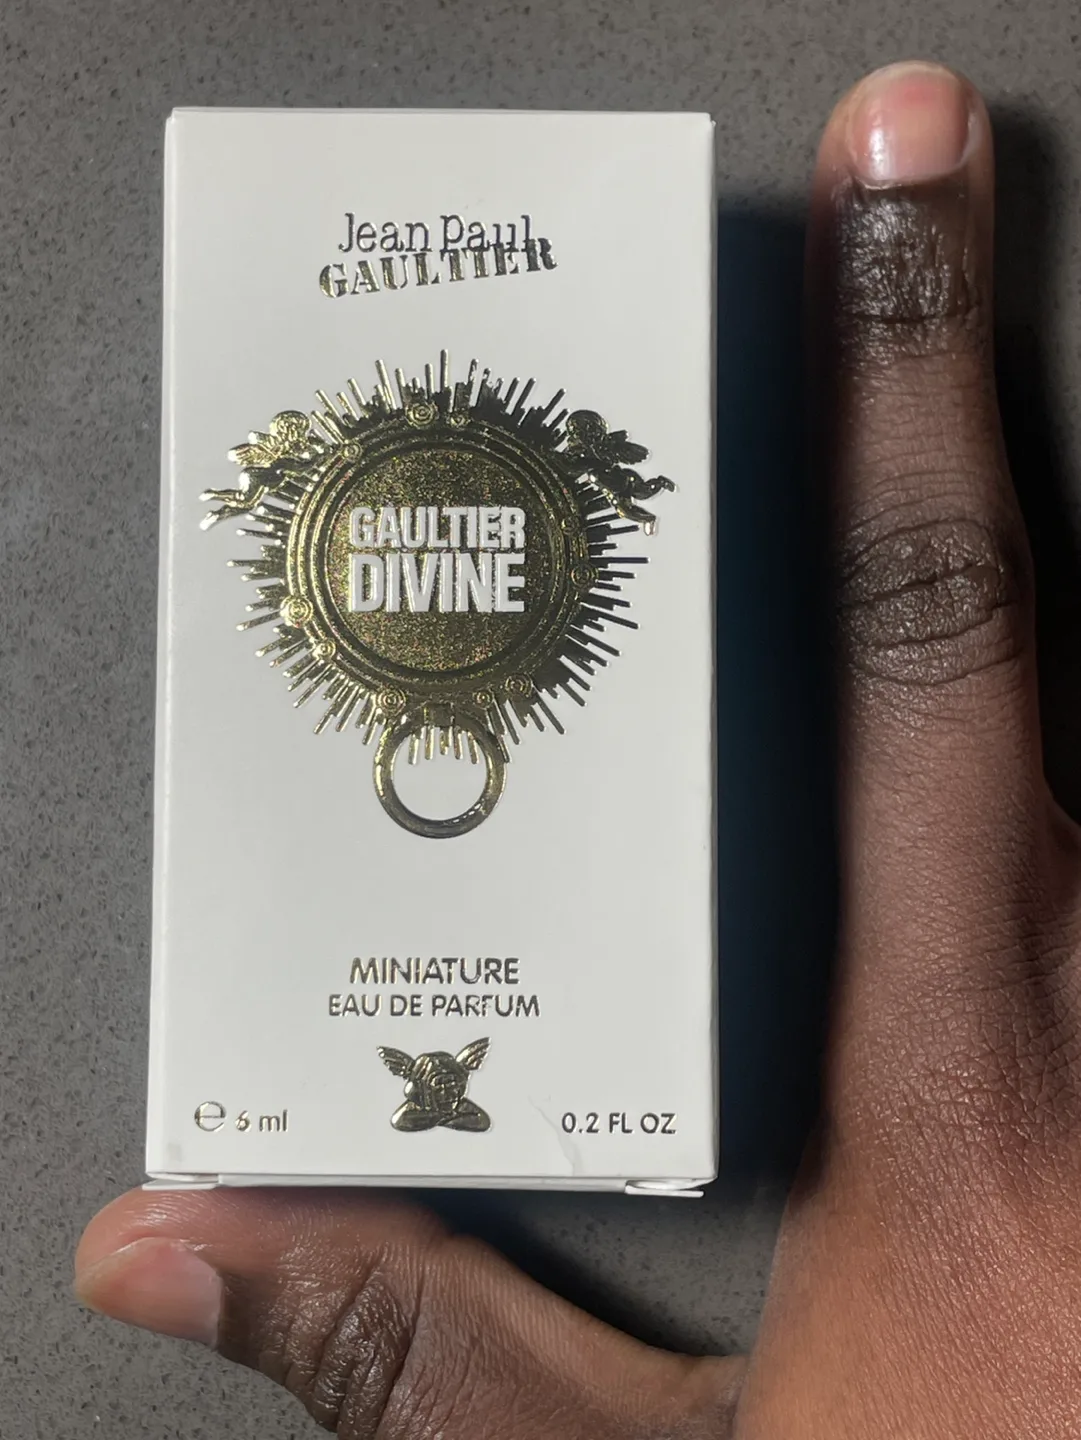 Jean Paul
GAULTIER
GAULTIER
DIVINE
MINIATURE
EAU DE PARFUM
℮ 6 ml
0.2 FL OZ